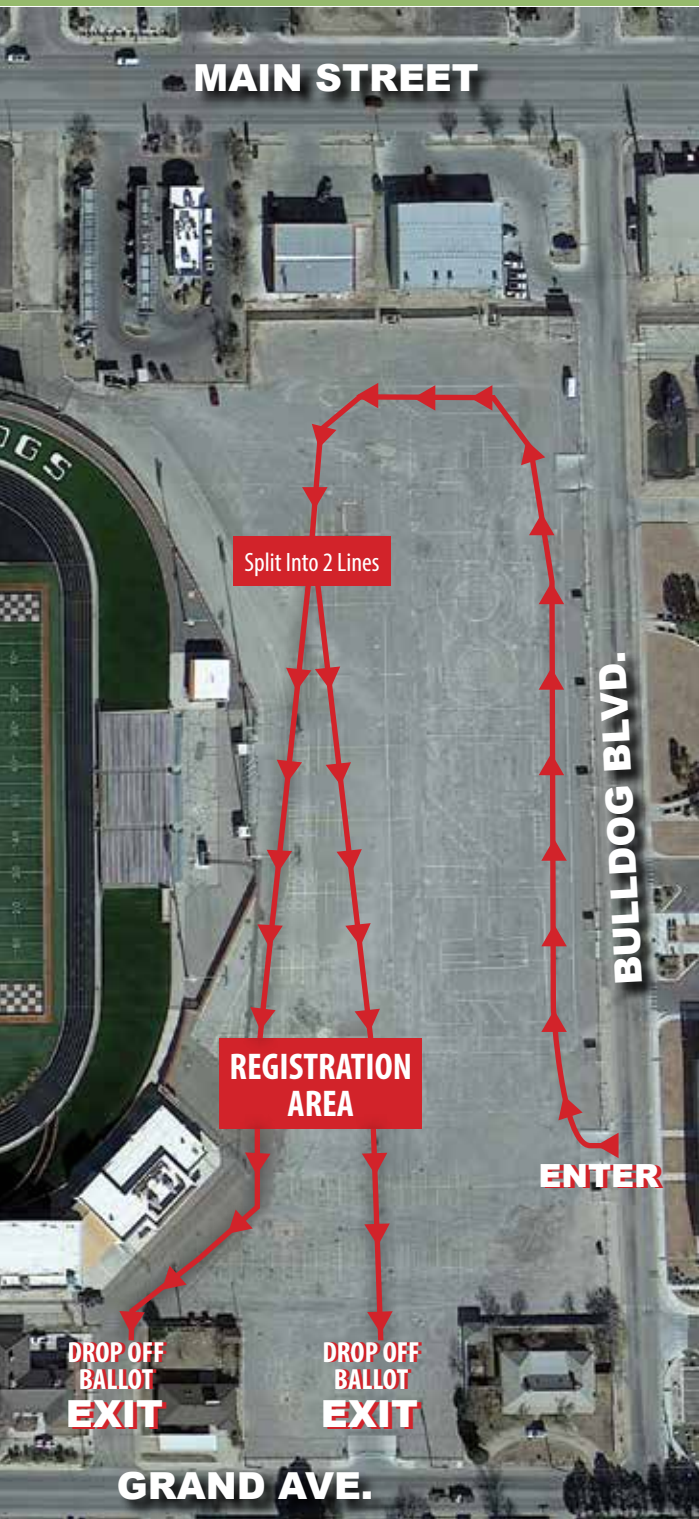 MAIN STREET
OGS
Split Into 2 Lines
BULLDOG BLVD.
REGISTRATION
AREA
ENTER
DROP OFF
BALLOT
EXIT
DROP OFF
BALLOT
EXIT
GRAND AVE.